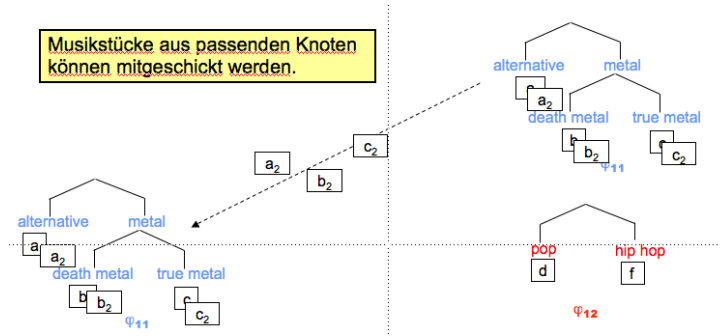 Musikstücke aus passenden Knoten
können mitgeschickt werden.
alternative metal
a₂
death metal true metal
b b₂
c₂
φ₁₁
a₂
b₂
c₂
alternative metal
a
a₂
death metal true metal
b b₂
c c₂
φ₁₁
pop hip hop
d f
φ₁₂